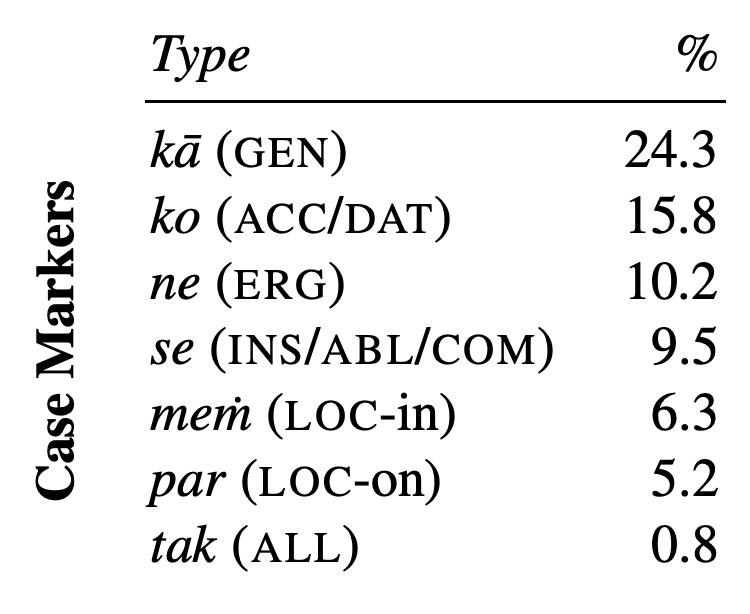 Case Markers
Type %
kā (GEN) 24.3
ko (ACC/DAT) 15.8
ne (ERG) 10.2
se (INS/ABL/COM) 9.5
meṁ (LOC-in) 6.3
par (LOC-on) 5.2
tak (ALL) 0.8